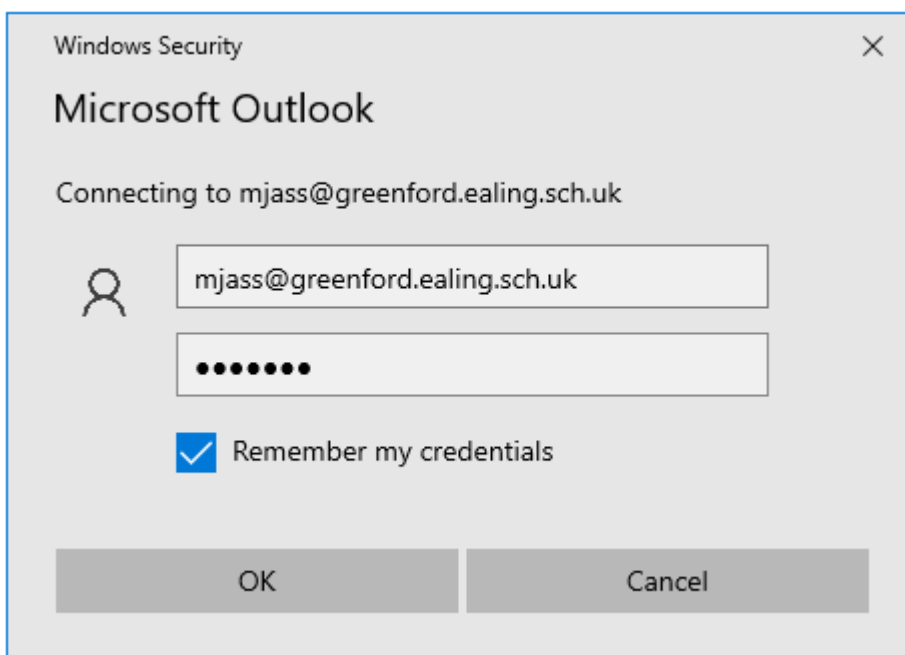 Windows Security
Microsoft Outlook
Connecting to mjass@greenford.ealing.sch.uk
mjass@greenford.ealing.sch.uk
•••••••
Remember my credentials
OK
Cancel